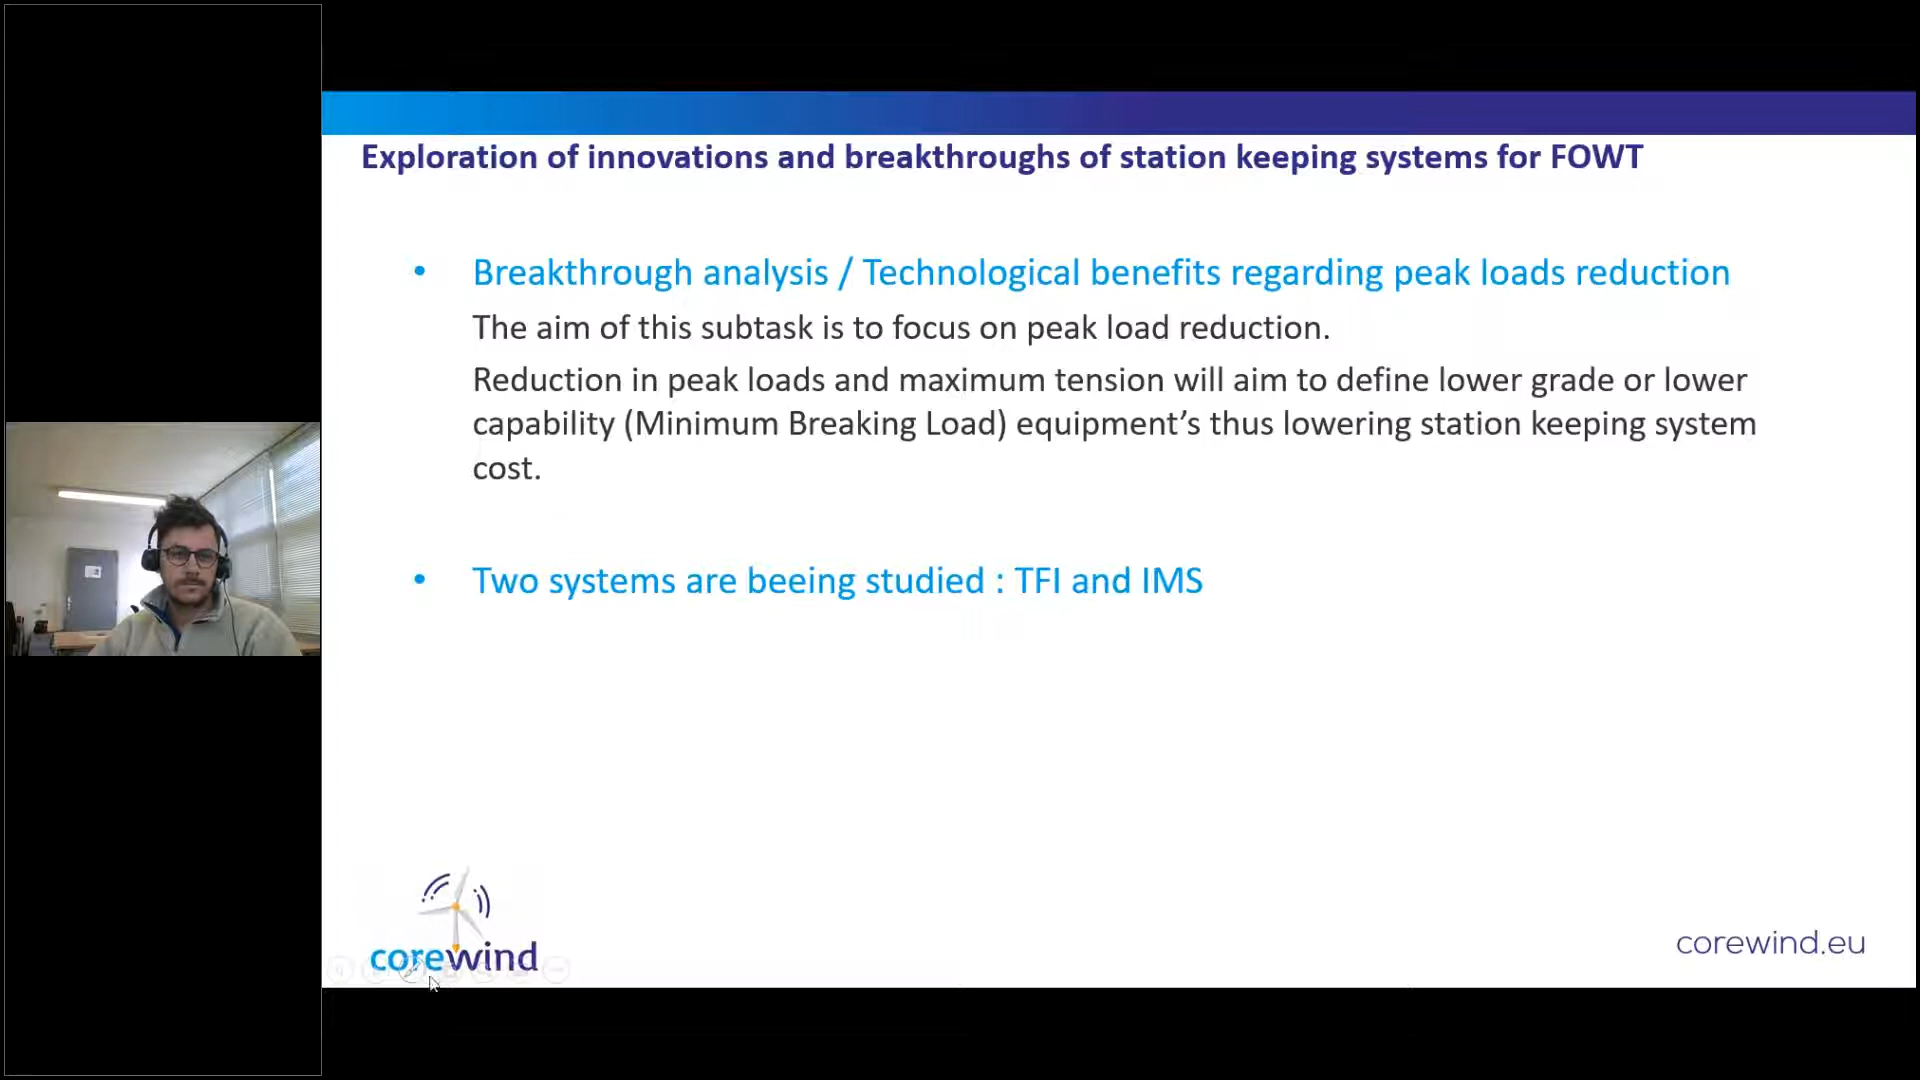 Exploration of innovations and breakthroughs of station keeping systems for FOWT
• Breakthrough analysis / Technological benefits regarding peak loads reduction
The aim of this subtask is to focus on peak load reduction.
Reduction in peak loads and maximum tension will aim to define lower grade or lower
capability (Minimum Breaking Load) equipment’s thus lowering station keeping system
cost.
• Two systems are beeing studied : TFI and IMS
corewind
corewind.eu